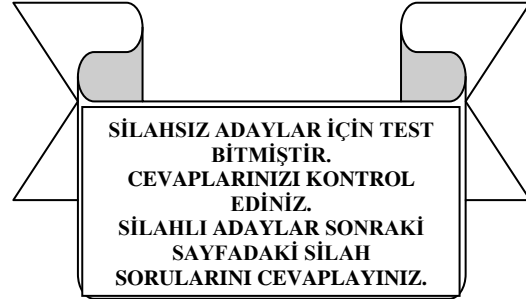 SİLAHSIZ ADAYLAR İÇİN TEST
BİTMİŞTİR.
CEVAPLARINIZI KONTROL
EDİNİZ.
SİLAHLI ADAYLAR SONRAKİ
SAYFADAKİ SİLAH
SORULARINI CEVAPLAYINIZ.